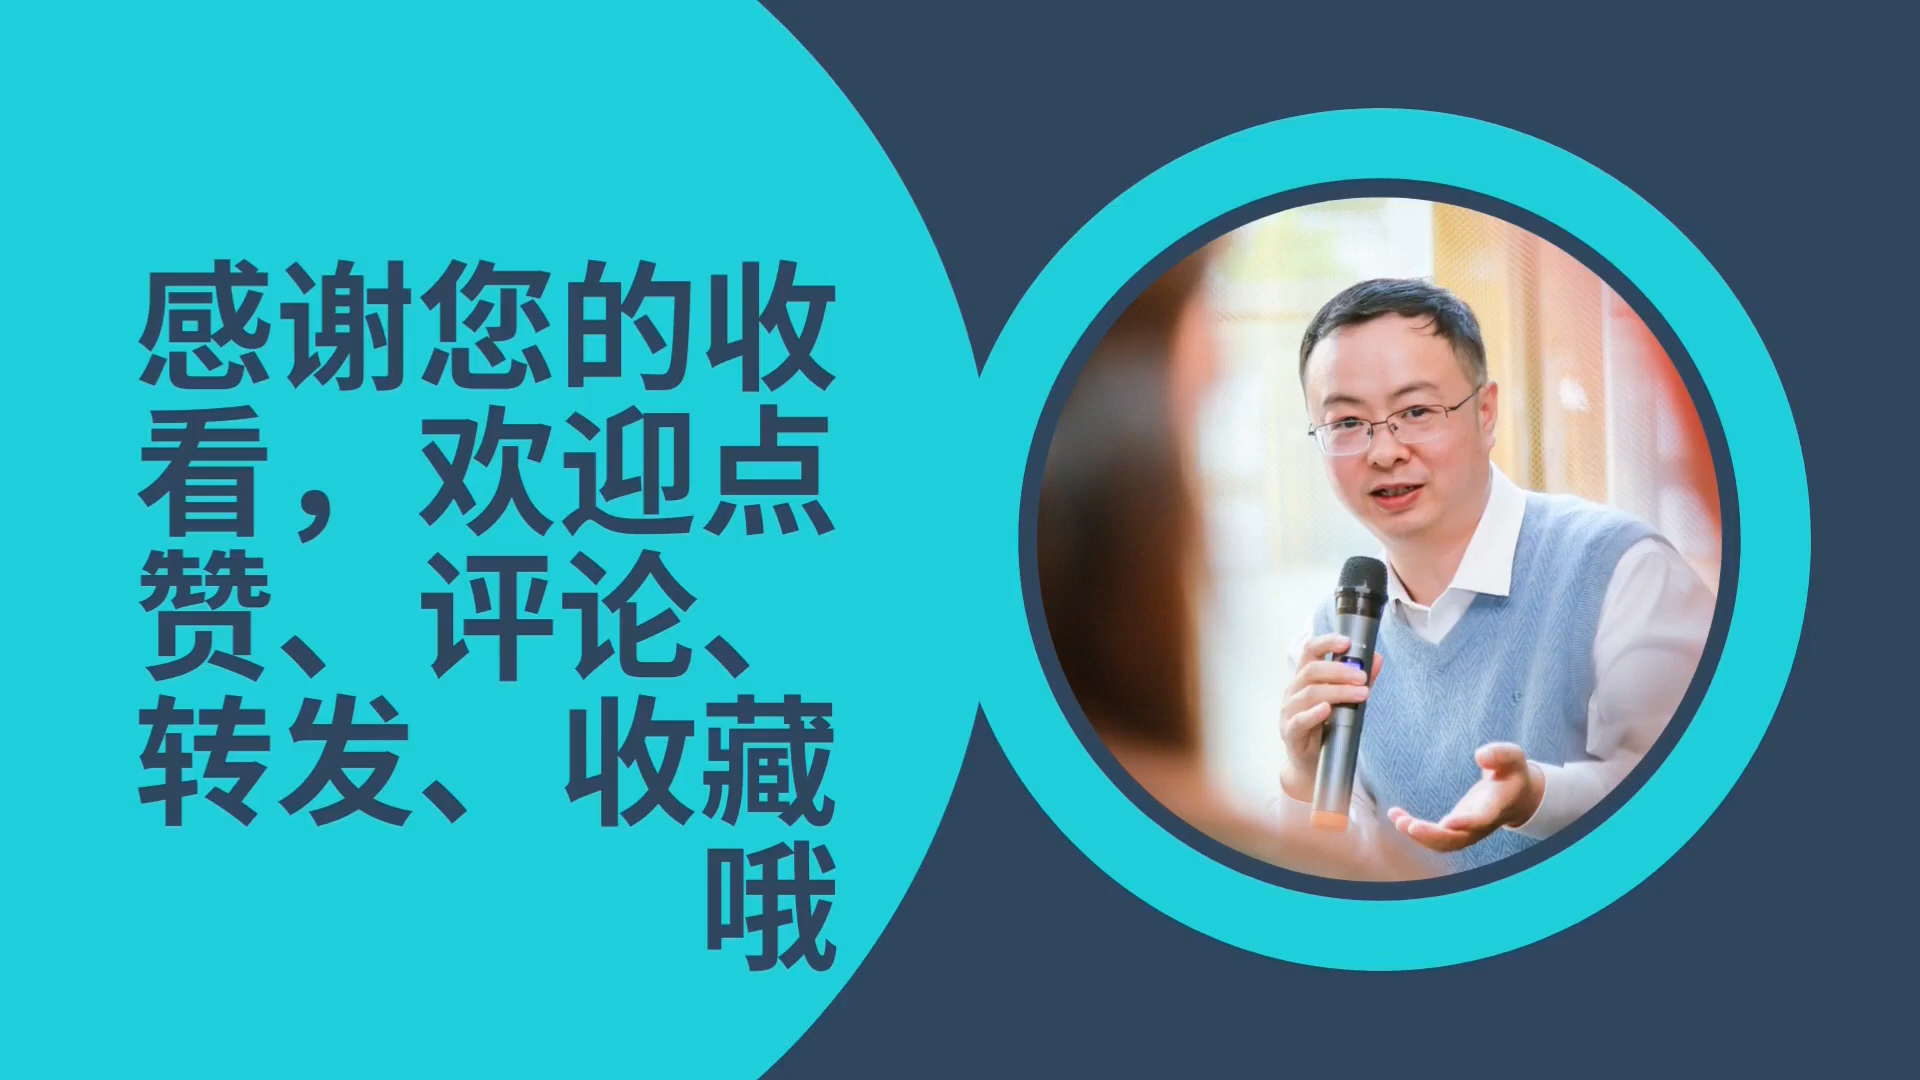 感谢您的收
看，欢迎点
赞、评论、
转发、收藏
哦